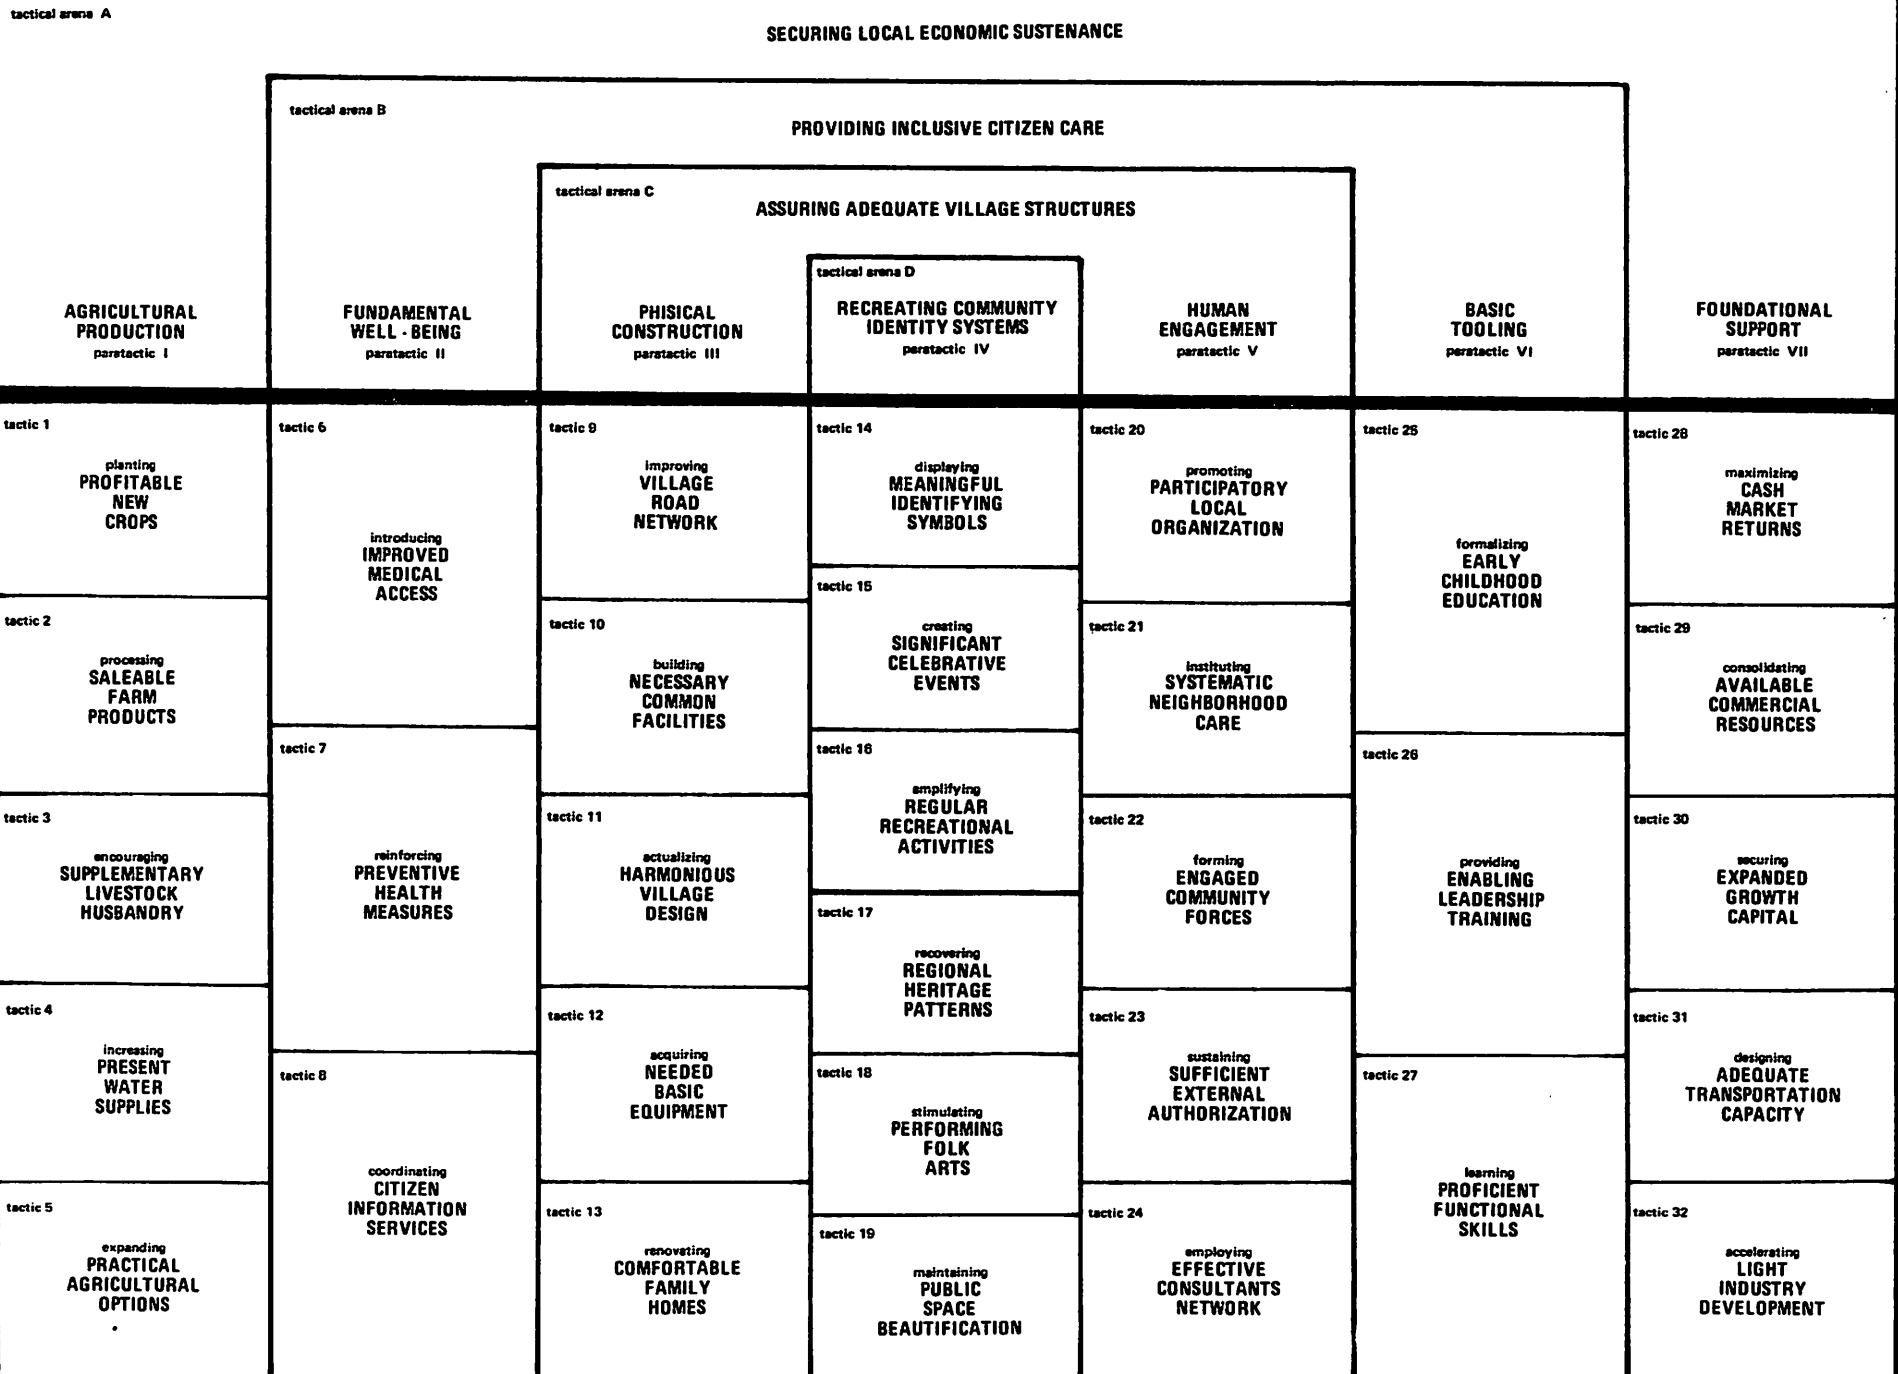 tactical arena A
SECURING LOCAL ECONOMIC SUSTENANCE
tactical arena B
PROVIDING INCLUSIVE CITIZEN CARE
tactical arena C
ASSURING ADEQUATE VILLAGE STRUCTURES
tactical arena D
AGRICULTURAL
PRODUCTION
paratactic I
FUNDAMENTAL
WELL - BEING
paratactic II
PHISICAL
CONSTRUCTION
paratactic III
RECREATING COMMUNITY
IDENTITY SYSTEMS
paratactic IV
HUMAN
ENGAGEMENT
paratactic V
BASIC
TOOLING
paratactic VI
FOUNDATIONAL
SUPPORT
paratactic VII
tactic 1
planting
PROFITABLE
NEW
CROPS
tactic 2
processing
SALEABLE
FARM
PRODUCTS
tactic 3
encouraging
SUPPLEMENTARY
LIVESTOCK
HUSBANDRY
tactic 4
increasing
PRESENT
WATER
SUPPLIES
tactic 5
expanding
PRACTICAL
AGRICULTURAL
OPTIONS
tactic 6
introducing
IMPROVED
MEDICAL
ACCESS
tactic 7
reinforcing
PREVENTIVE
HEALTH
MEASURES
tactic 8
coordinating
CITIZEN
INFORMATION
SERVICES
tactic 9
improving
VILLAGE
ROAD
NETWORK
tactic 10
building
NECESSARY
COMMON
FACILITIES
tactic 11
actualizing
HARMONIOUS
VILLAGE
DESIGN
tactic 12
acquiring
NEEDED
BASIC
EQUIPMENT
tactic 13
renovating
COMFORTABLE
FAMILY
HOMES
tactic 14
displaying
MEANINGFUL
IDENTIFYING
SYMBOLS
tactic 15
creating
SIGNIFICANT
CELEBRATIVE
EVENTS
tactic 16
amplifying
REGULAR
RECREATIONAL
ACTIVITIES
tactic 17
recovering
REGIONAL
HERITAGE
PATTERNS
tactic 18
stimulating
PERFORMING
FOLK
ARTS
tactic 19
maintaining
PUBLIC
SPACE
BEAUTIFICATION
tactic 20
promoting
PARTICIPATORY
LOCAL
ORGANIZATION
tactic 21
instituting
SYSTEMATIC
NEIGHBORHOOD
CARE
tactic 22
forming
ENGAGED
COMMUNITY
FORCES
tactic 23
sustaining
SUFFICIENT
EXTERNAL
AUTHORIZATION
tactic 24
employing
EFFECTIVE
CONSULTANTS
NETWORK
tactic 25
formalizing
EARLY
CHILDHOOD
EDUCATION
tactic 26
providing
ENABLING
LEADERSHIP
TRAINING
tactic 27
learning
PROFICIENT
FUNCTIONAL
SKILLS
tactic 28
maximizing
CASH
MARKET
RETURNS
tactic 29
consolidating
AVAILABLE
COMMERCIAL
RESOURCES
tactic 30
securing
EXPANDED
GROWTH
CAPITAL
tactic 31
designing
ADEQUATE
TRANSPORTATION
CAPACITY
tactic 32
accelerating
LIGHT
INDUSTRY
DEVELOPMENT